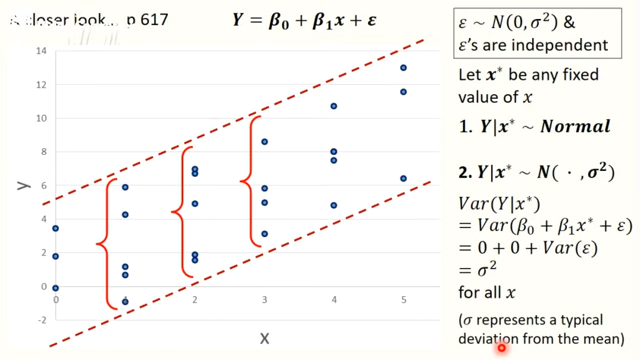 A closer look... p 617
Y = β₀ + β₁x + ε
14
12
10
8
6
4
2
0
-2
Y
0
1
2
3
4
5
X
ε ~ N(0, σ²) &
ε's are independent
Let x* be any fixed
value of x
1. Y|x* ~ Normal
2. Y|x* ~ N( · , σ²)
Var(Y|x*)
= Var(β₀ + β₁x* + ε)
= 0 + 0 + Var(ε)
= σ²
for all x
(σ represents a typical
deviation from the mean)